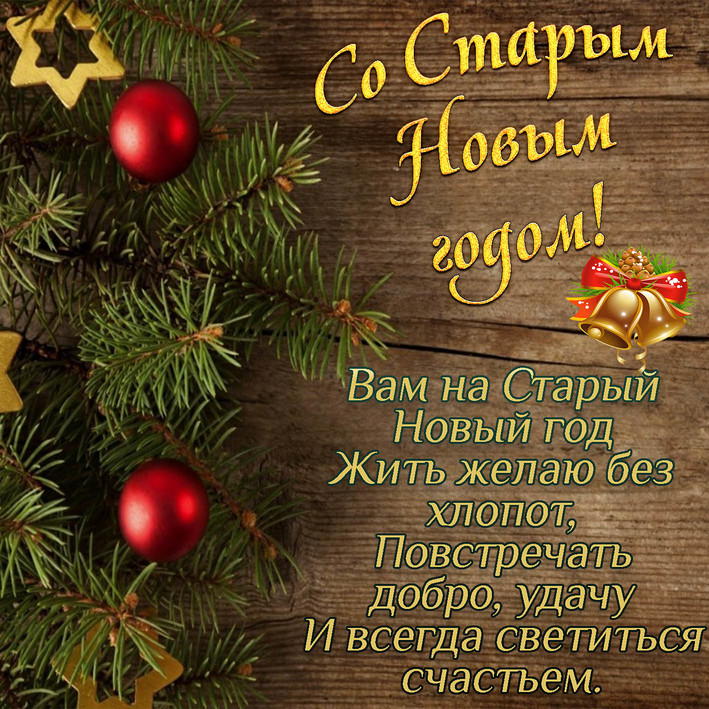 Со Старым
Новым
годом!
Вам на Старый
Новый год
Жить желаю без
хлопот,
Повстречать
добро, удачу
И всегда светиться
счастьем.